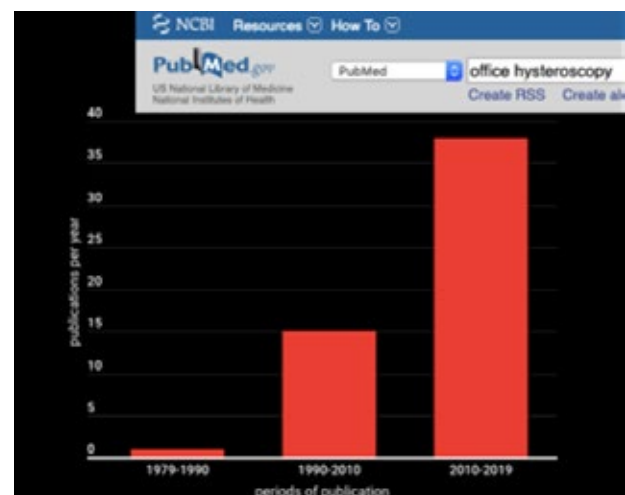 NCBI Resources How To
PubMed.gov
US National Library of Medicine
National Institutes of Health
PubMed
office hysteroscopy
Create RSS Create al
40
35
30
25
20
15
10
5
0
publications per year
1979-1990 1990-2010 2010-2019
periods of publication